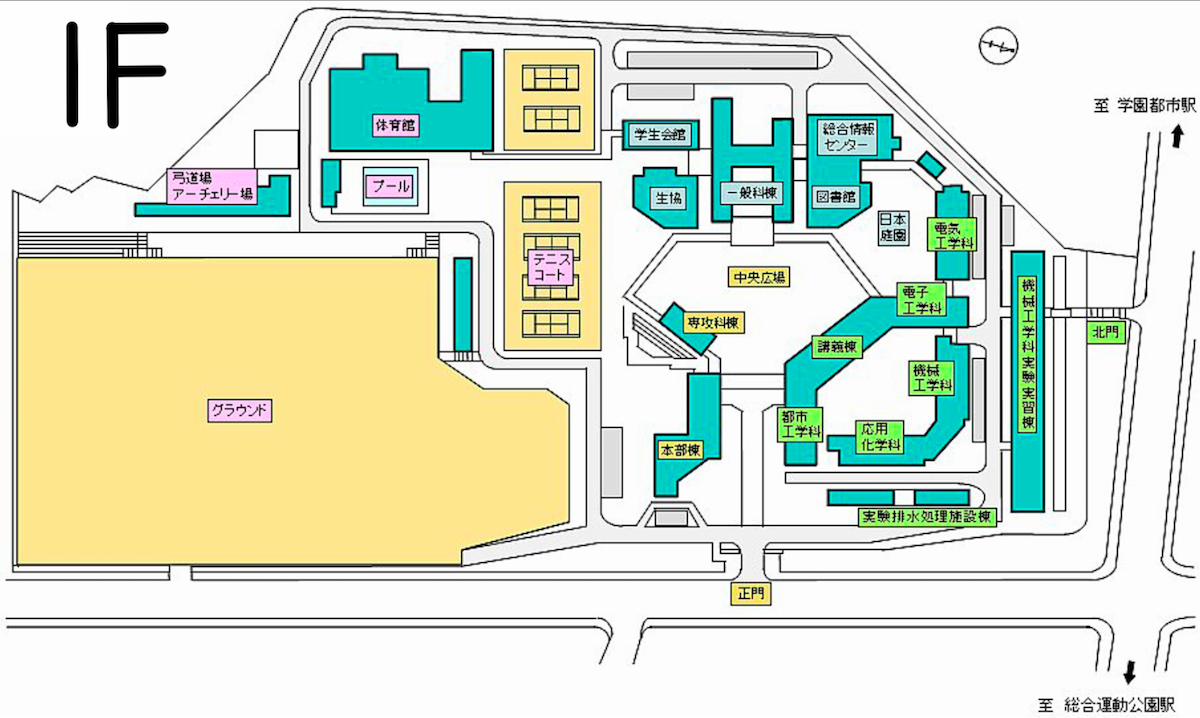 1F
至 学園都市駅
体育館
学生会館
総合情報
センター
弓道場
アーチェリー場
プール
生協
一般科棟
図書館
日本
庭園
電気
工学科
テニス
コート
中央広場
電子
工学科
機械工学科実験実習棟
専攻科棟
北門
講義棟
機械
工学科
グラウンド
都市
工学科
応用
化学科
本部棟
実験排水処理施設棟
正門
至 総合運動公園駅